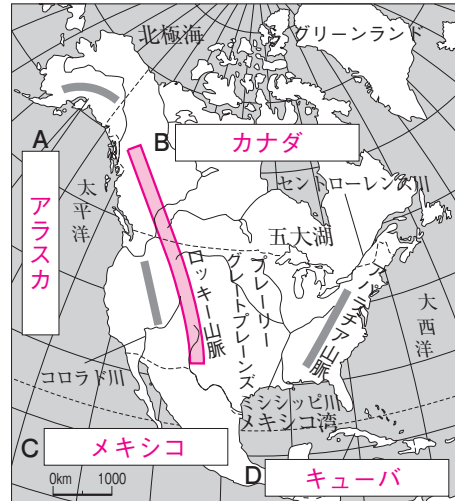 北極海
グリーンランド
A
アラスカ
B
カナダ
太平洋
セントローレンス川
五大湖
ロッキー山脈
グレートプレーンズ
プレーリー
アパラチア山脈
大西洋
コロラド川
ミシシッピ川
メキシコ湾
C
メキシコ
D
キューバ
0km 1000